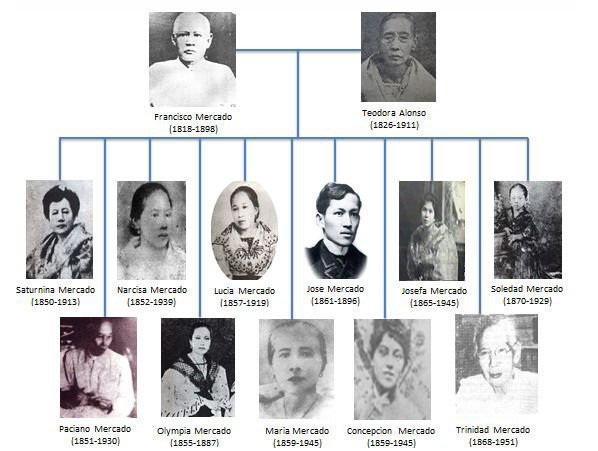 Francisco Mercado
(1818-1898)
Teodora Alonso
(1826-1911)
Saturnina Mercado
(1850-1913)
Narcisa Mercado
(1852-1939)
Lucia Mercado
(1857-1919)
Jose Mercado
(1861-1896)
Josefa Mercado
(1865-1945)
Soledad Mercado
(1870-1929)
Paciano Mercado
(1851-1930)
Olympia Mercado
(1855-1887)
Maria Mercado
(1859-1945)
Concepcion Mercado
(1859-1945)
Trinidad Mercado
(1868-1951)